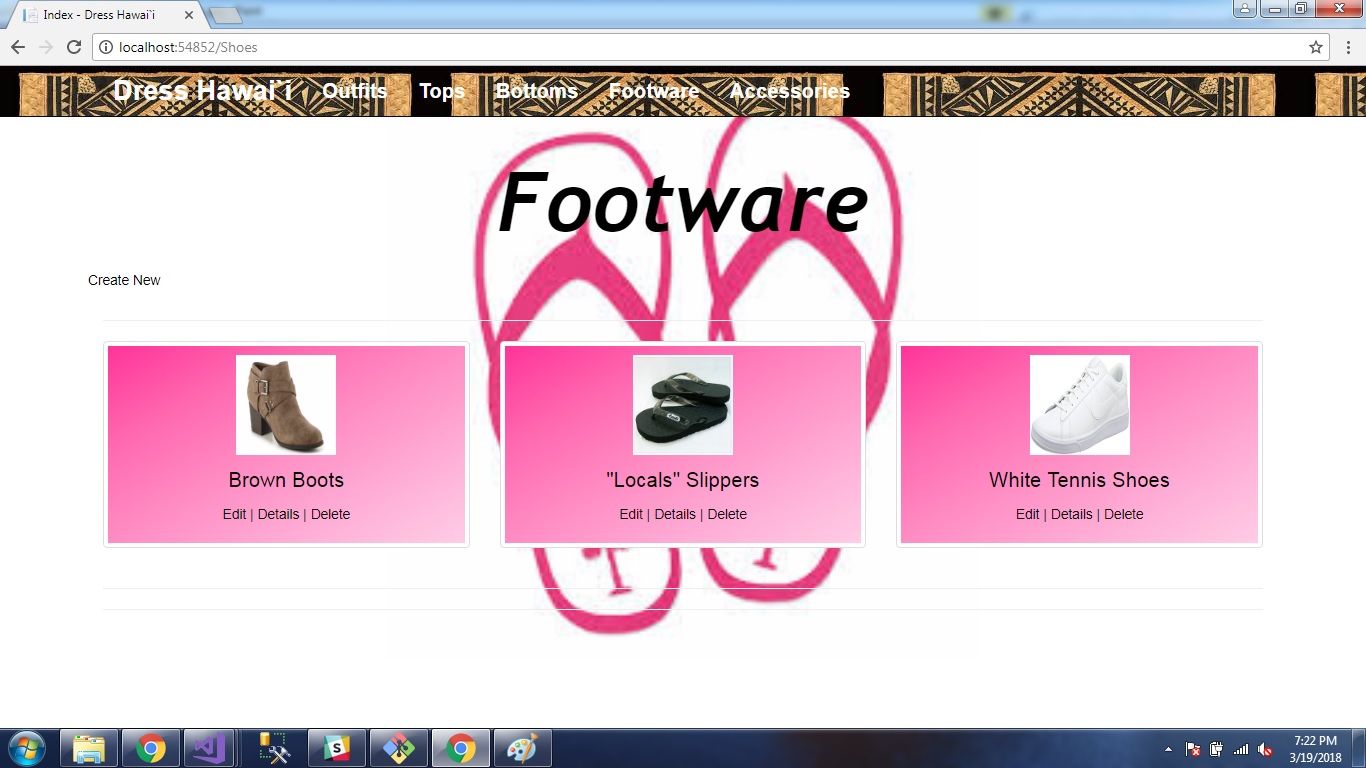 Index - Dress Hawai`i
localhost:54852/Shoes
Dress Hawai`i Outfits Tops Bottoms Footware Accessories
Footware
Create New
Brown Boots
Edit | Details | Delete
"Locals" Slippers
Edit | Details | Delete
White Tennis Shoes
Edit | Details | Delete
7:22 PM
3/19/2018